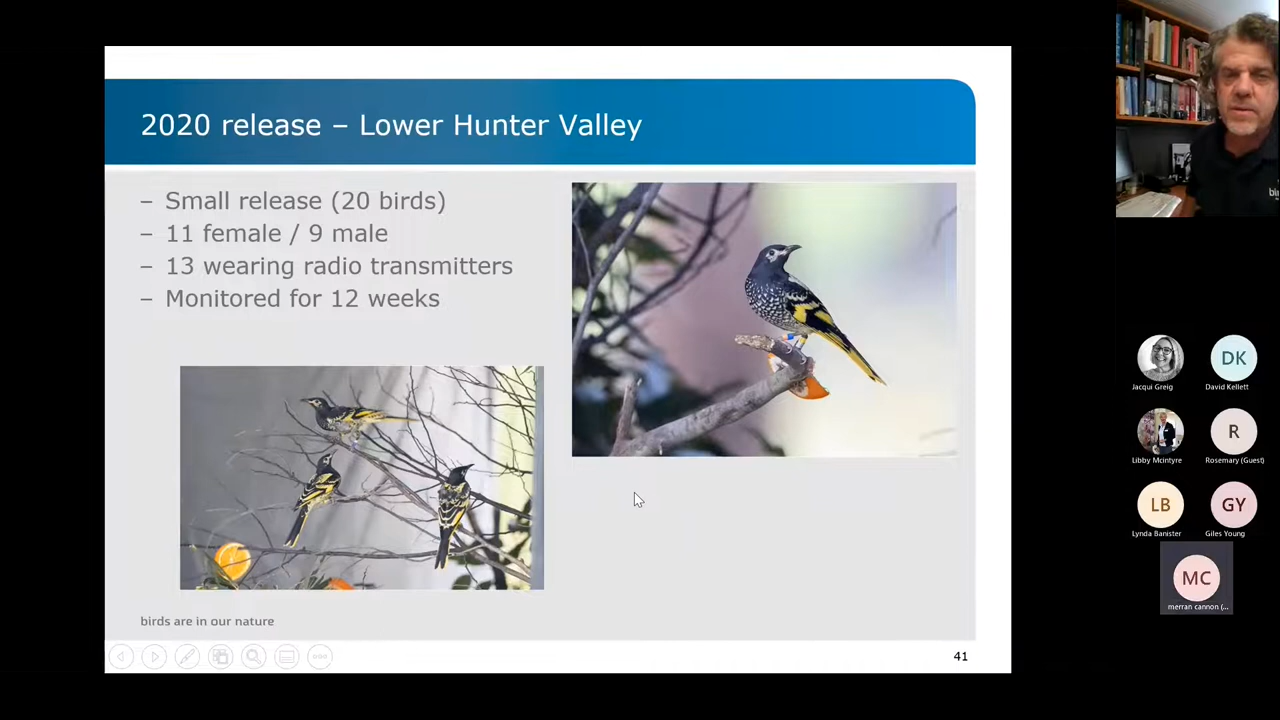 2020 release – Lower Hunter Valley
– Small release (20 birds)
– 11 female / 9 male
– 13 wearing radio transmitters
– Monitored for 12 weeks
birds are in our nature
41
DK
Jacqui Greig
David Kellett
R
Libby Mcintyre
Rosemary (Guest)
LB
GY
Lynda Banister
Giles Young
MC
merran cannon (...